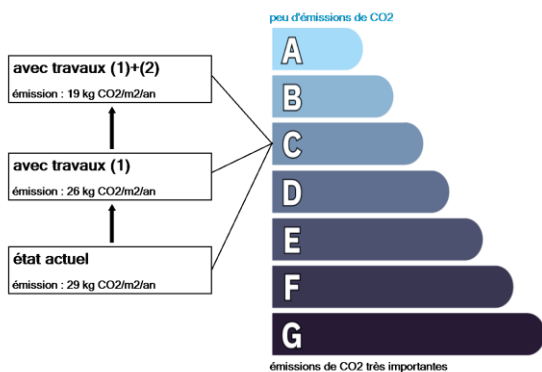 peu d'émissions de CO2
avec travaux (1)+(2)
émission : 19 kg CO2/m2/an
avec travaux (1)
émission : 26 kg CO2/m2/an
état actuel
émission : 29 kg CO2/m2/an
A
B
C
D
E
F
G
émissions de CO2 très importantes